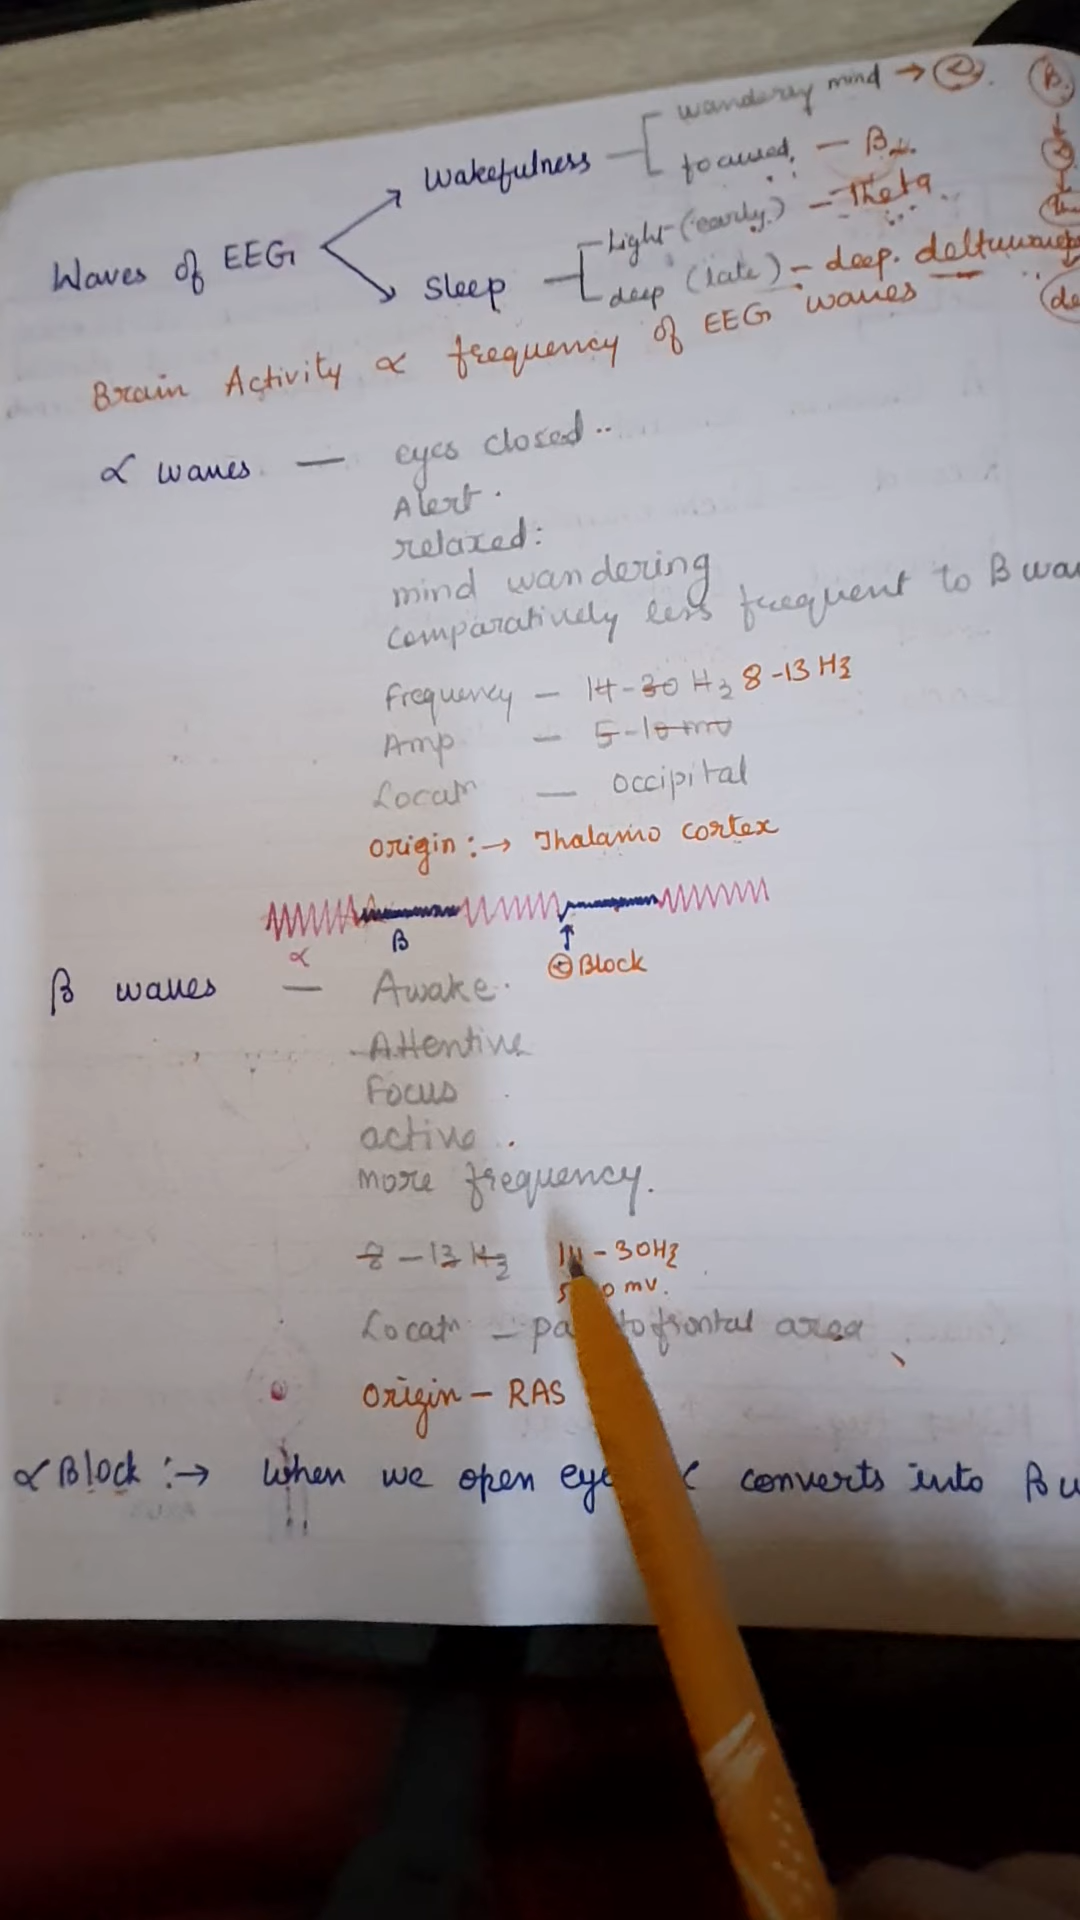 wandering mind → α. β
Wakefulness
focused. — β
Waves of EEG
Light (early) — Theta
Sleep
deep (late) — deep. deltawaves
Brain Activity ∝ frequency of EEG waves
α waves — eyes closed..
Alert.
relaxed:
mind wandering
Comparatively less frequent to β
Frequency — 14-30 Hz 8-13 Hz
Amp — 5-10 mv
Locatⁿ — occipital
origin :→ Thalamo cortex
α β
⊕ Block
β waves — Awake.
Attentive
Focus
active.
more frequency.
8-13 Hz 14-30Hz
mv.
Locatⁿ — frontal area
origin — RAS
α Block :→ When we open α converts into β